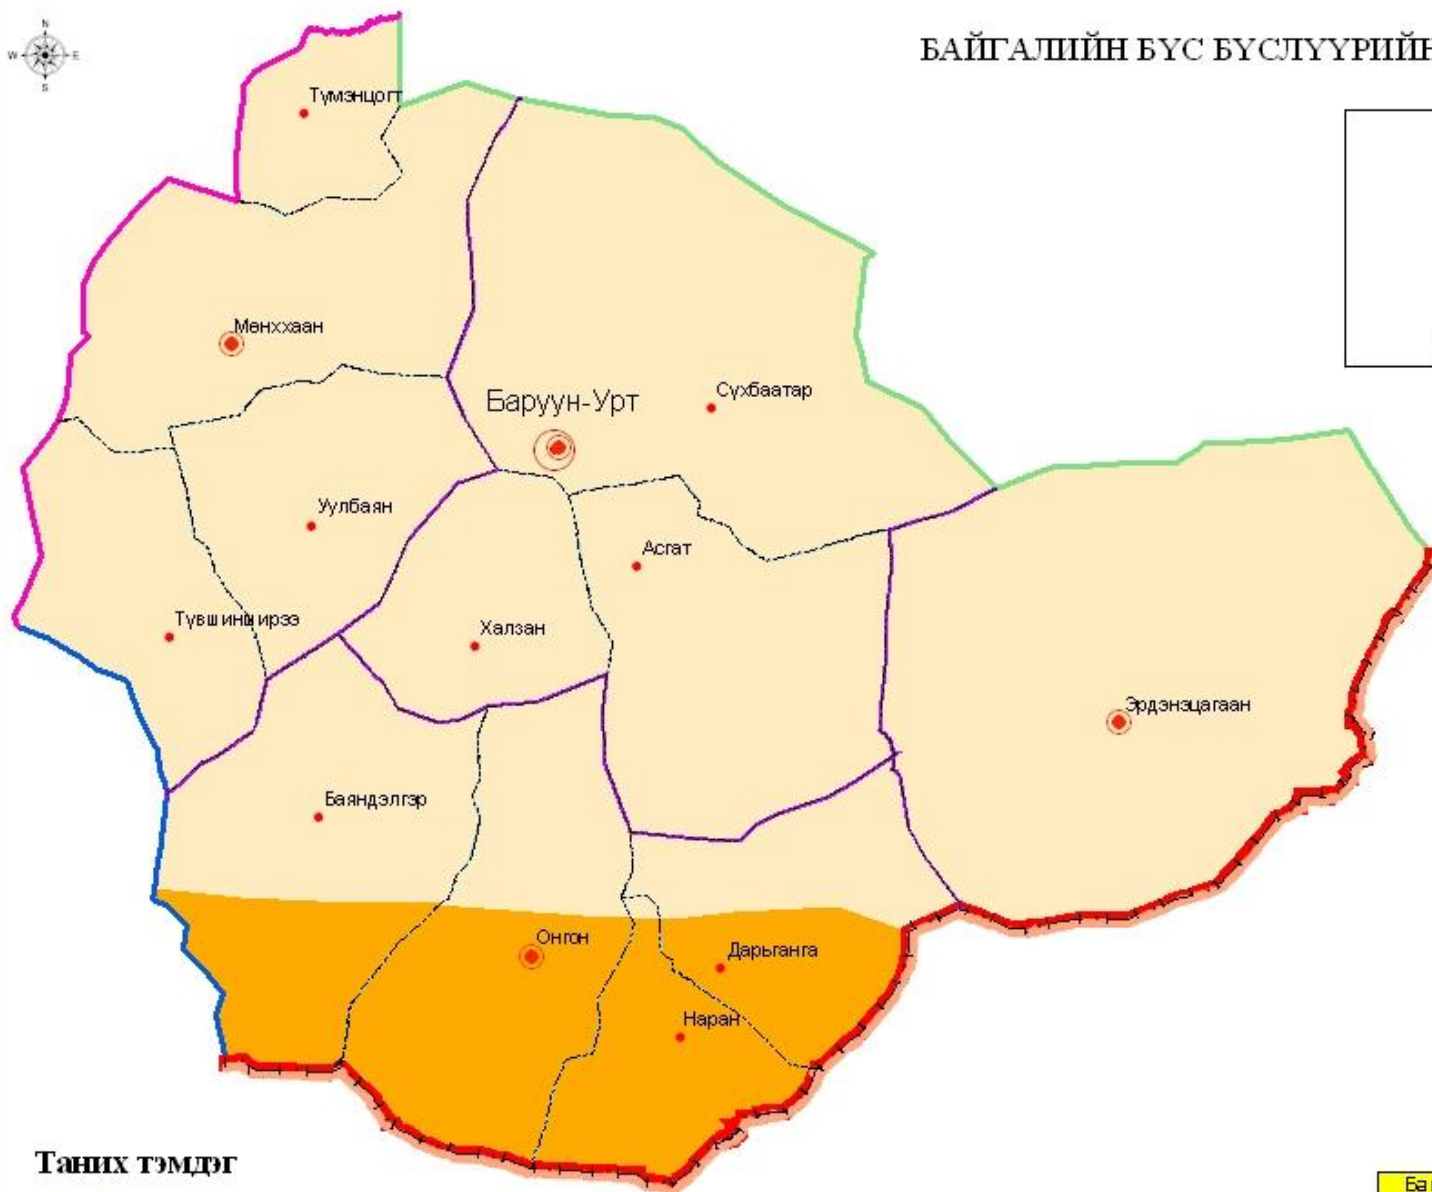 N
W
E
S
БАЙГАЛИЙН БҮС БҮСЛҮҮРИЙН
Түмэнцогт
Мөнххаан
Баруун-Урт
Сүхбаатар
Уулбаян
Асгат
Түвшинширээ
Халзан
Эрдэнэцагаан
Баяндэлгэр
Онгон
Дарьганга
Наран
Таних тэмдэг